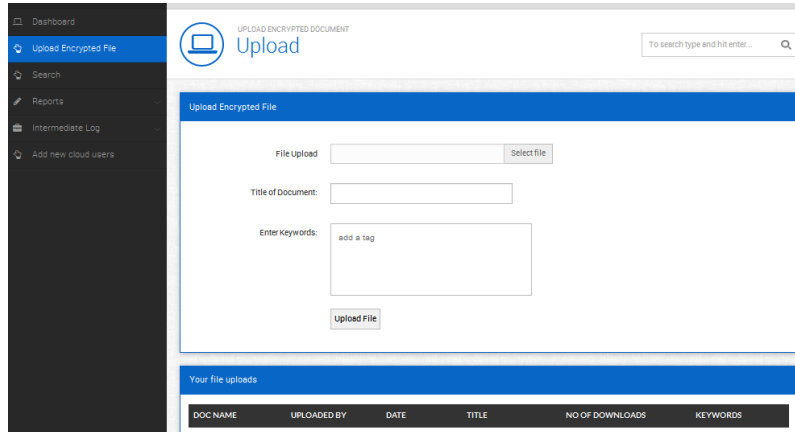 Dashboard
Upload Encrypted File
Search
Reports
Intermediate Log
Add new cloud users
UPLOAD ENCRYPTED DOCUMENT
Upload
To search type and hit enter...
Upload Encrypted File
File Upload
Select file
Title of Document:
Enter Keywords:
add a tag
Upload File
Your file uploads
DOC NAME UPLOADED BY DATE TITLE NO OF DOWNLOADS KEYWORDS